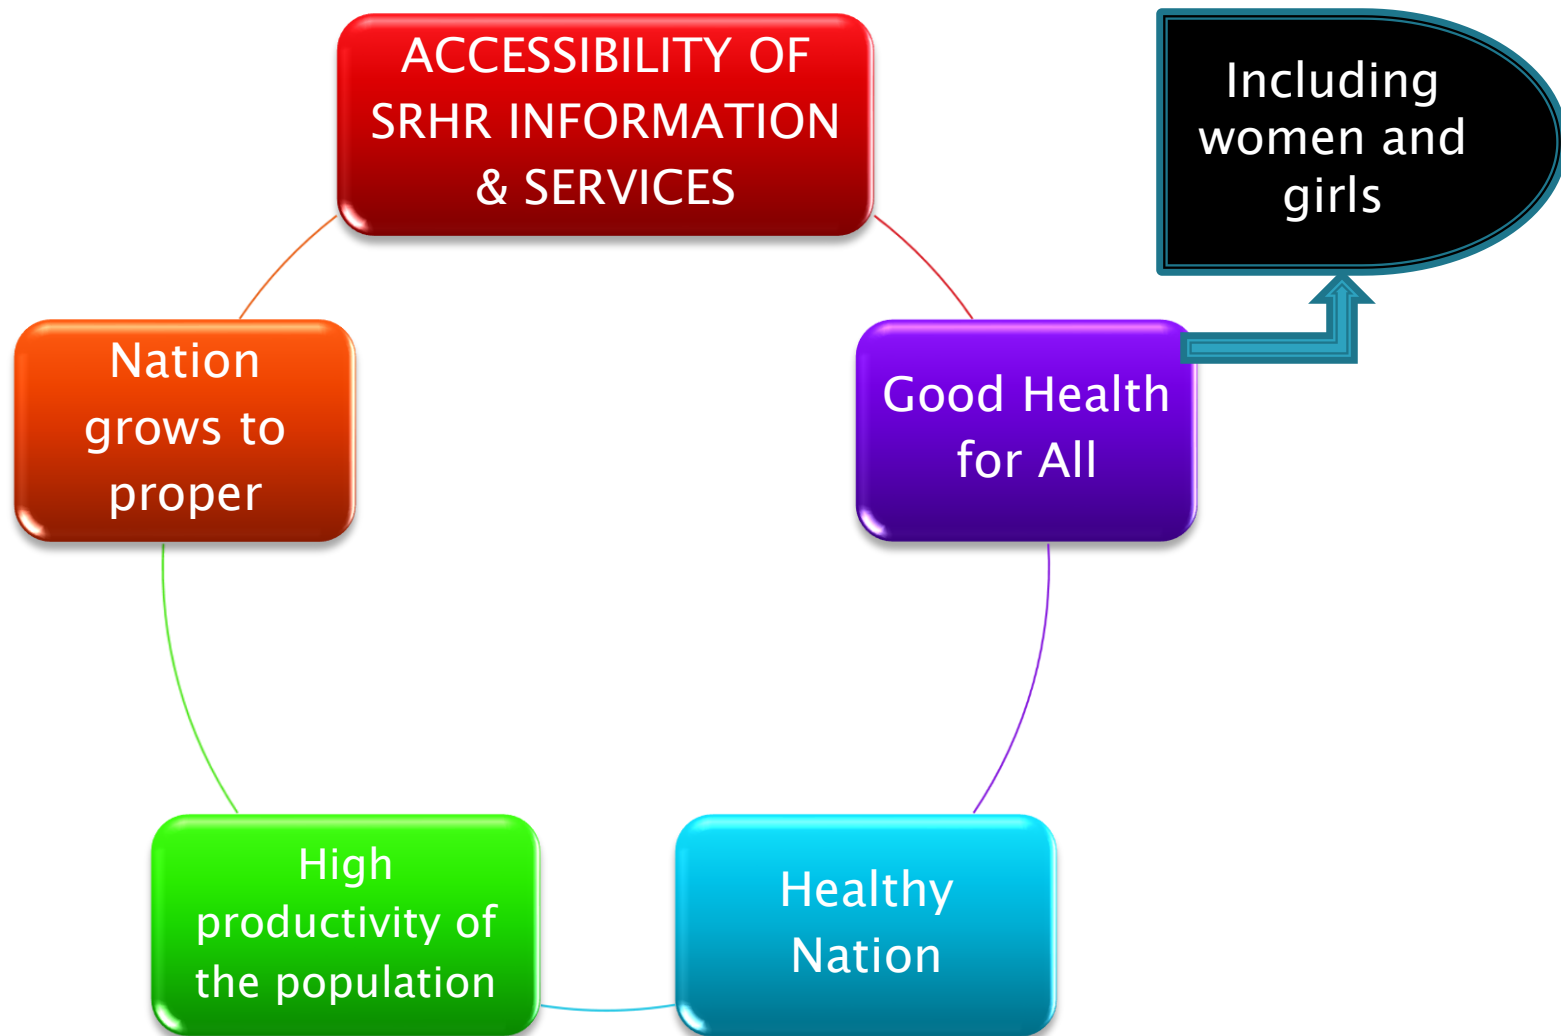 ACCESSIBILITY OF
SRHR INFORMATION
& SERVICES
Including
women and
girls
Good Health
for All
Healthy
Nation
High
productivity of
the population
Nation
grows to
proper